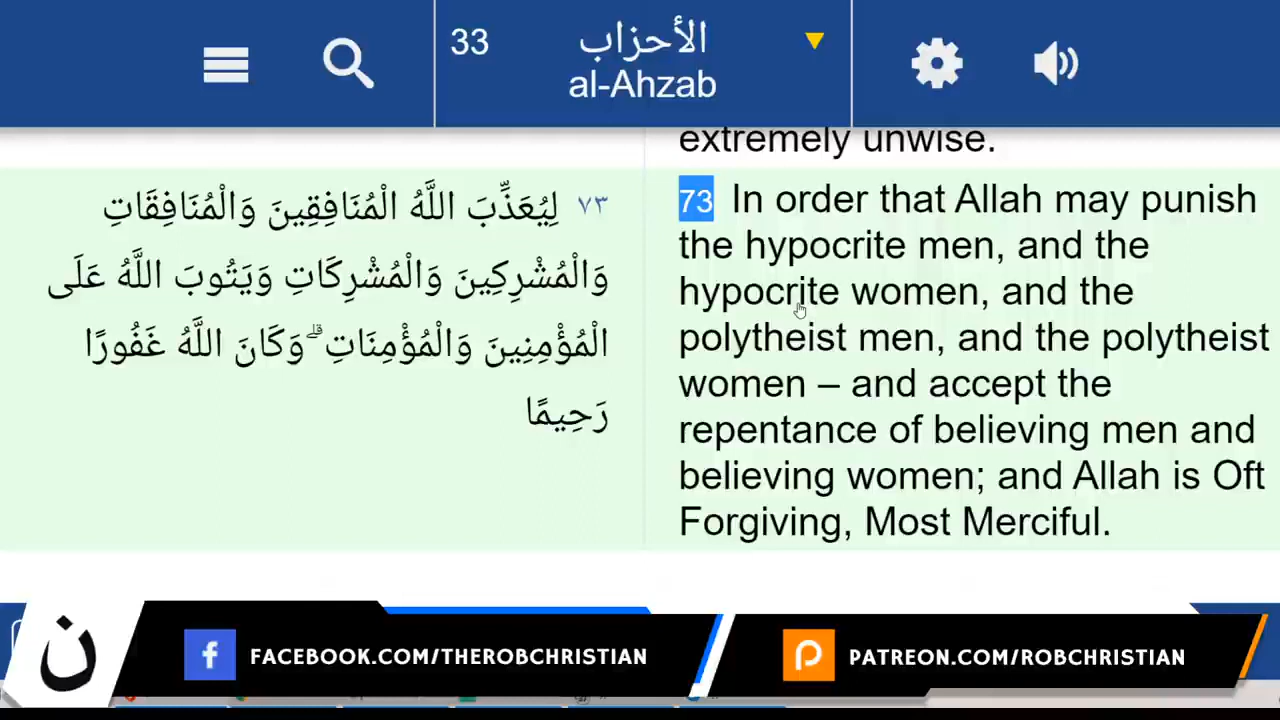 33
الأحزاب
al-Ahzab
extremely unwise.
٧٣ لِيُعَذِّبَ اللَّهُ الْمُنَافِقِينَ وَالْمُنَافِقَاتِ
وَالْمُشْرِكِينَ وَالْمُشْرِكَاتِ وَيَتُوبَ اللَّهُ عَلَى
الْمُؤْمِنِينَ وَالْمُؤْمِنَاتِ ۗ وَكَانَ اللَّهُ غَفُورًا
رَحِيمًا
73 In order that Allah may punish
the hypocrite men, and the
hypocrite women, and the
polytheist men, and the polytheist
women – and accept the
repentance of believing men and
believing women; and Allah is Oft
Forgiving, Most Merciful.
ن
f
FACEBOOK.COM/THEROBCHRISTIAN
PATREON.COM/ROBCHRISTIAN